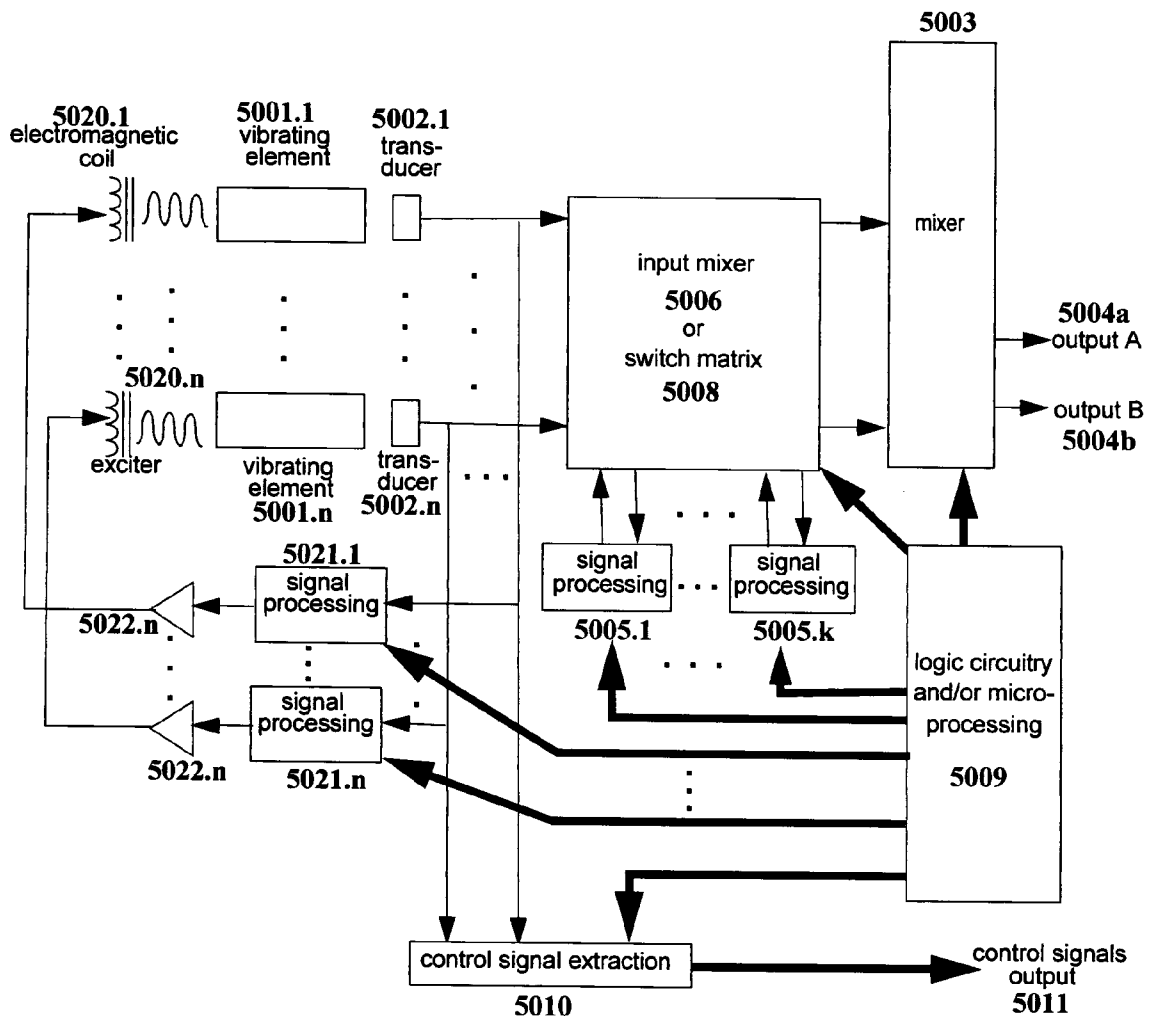 5003
5020.1
electromagnetic
coil
5001.1
vibrating
element
5002.1
trans-
ducer
mixer
input mixer
5006
or
switch matrix
5008
5004a
output A
output B
5004b
5020.n
exciter
vibrating
element
5001.n
trans-
ducer
5002.n
5021.1
signal
processing
5022.n
signal
processing
5005.1
signal
processing
5005.k
logic circuitry
and/or micro-
processing
5009
signal
processing
5022.n
5021.n
control signal extraction
5010
control signals
output
5011